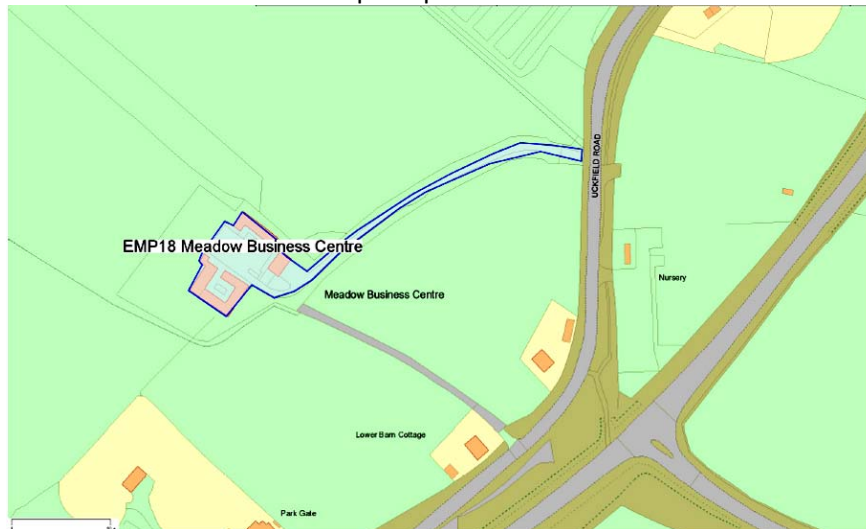 UCKFIELD ROAD
EMP18 Meadow Business Centre
Nursery
Meadow Business Centre
Lower Barn Cottage
Park Gate